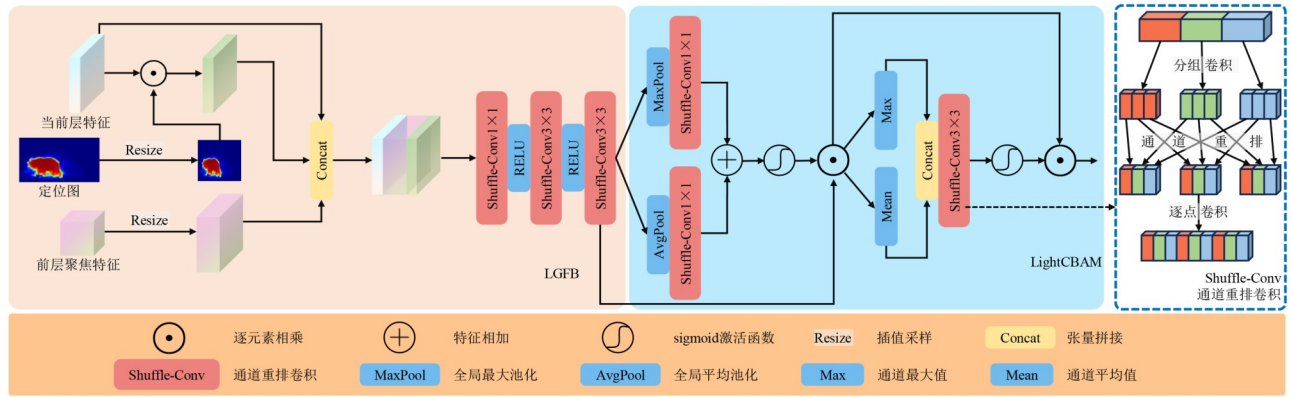 当前层特征
定位图
Resize
前层聚焦特征
Resize
Concat
Shuffle-Conv1×1
RELU
Shuffle-Conv3×3
RELU
Shuffle-Conv3×3
LGFB
MaxPool
Shuffle-Conv1×1
AvgPool
Shuffle-Conv1×1
Max
Mean
Concat
Shuffle-Conv3×3
LightCBAM
分组卷积
通道重排
逐点卷积
Shuffle-Conv
通道重排卷积
逐元素相乘
特征相加
sigmoid激活函数
Resize 插值采样
Concat 张量拼接
Shuffle-Conv 通道重排卷积
MaxPool 全局最大池化
AvgPool 全局平均池化
Max 通道最大值
Mean 通道平均值